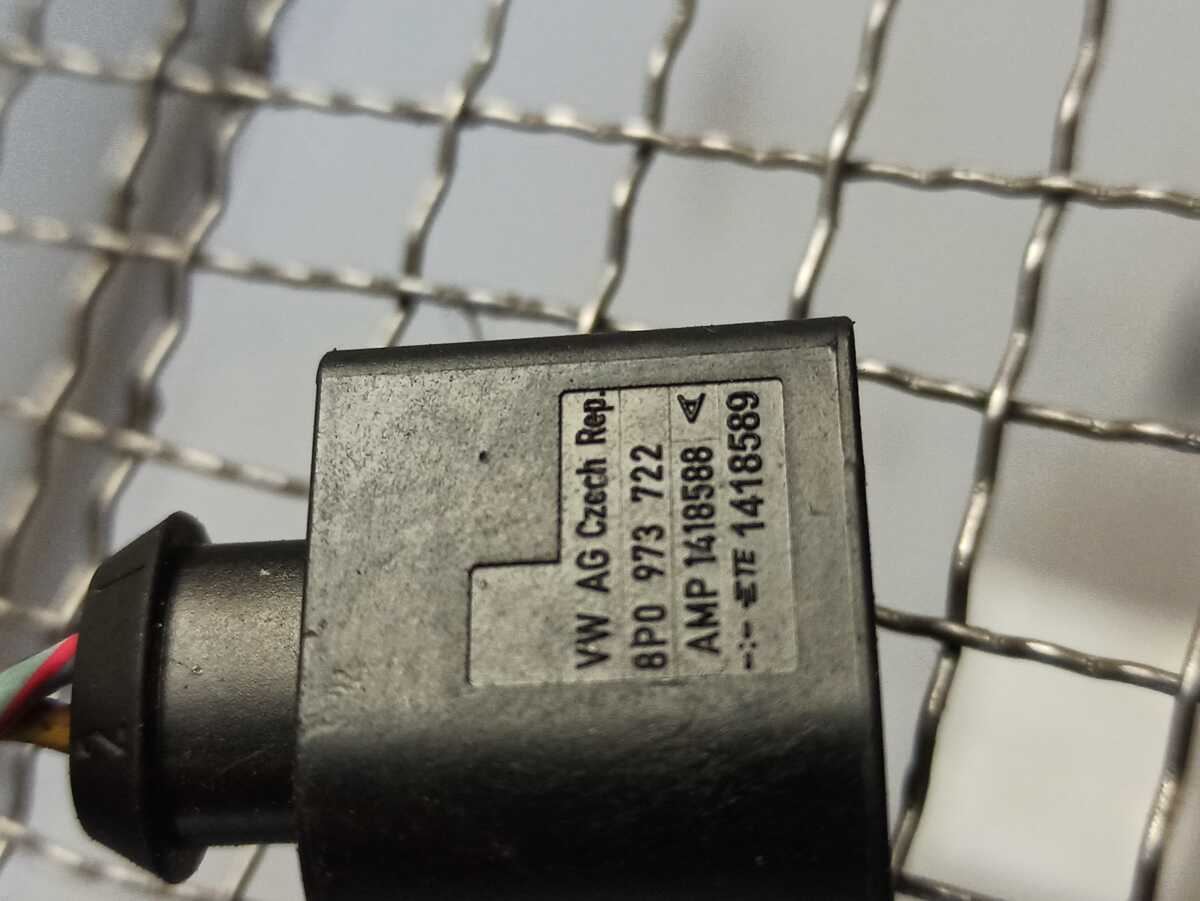 VW AG Czech Rep.
8P0 973 722
AMP 1418588
-:- TE 1418589